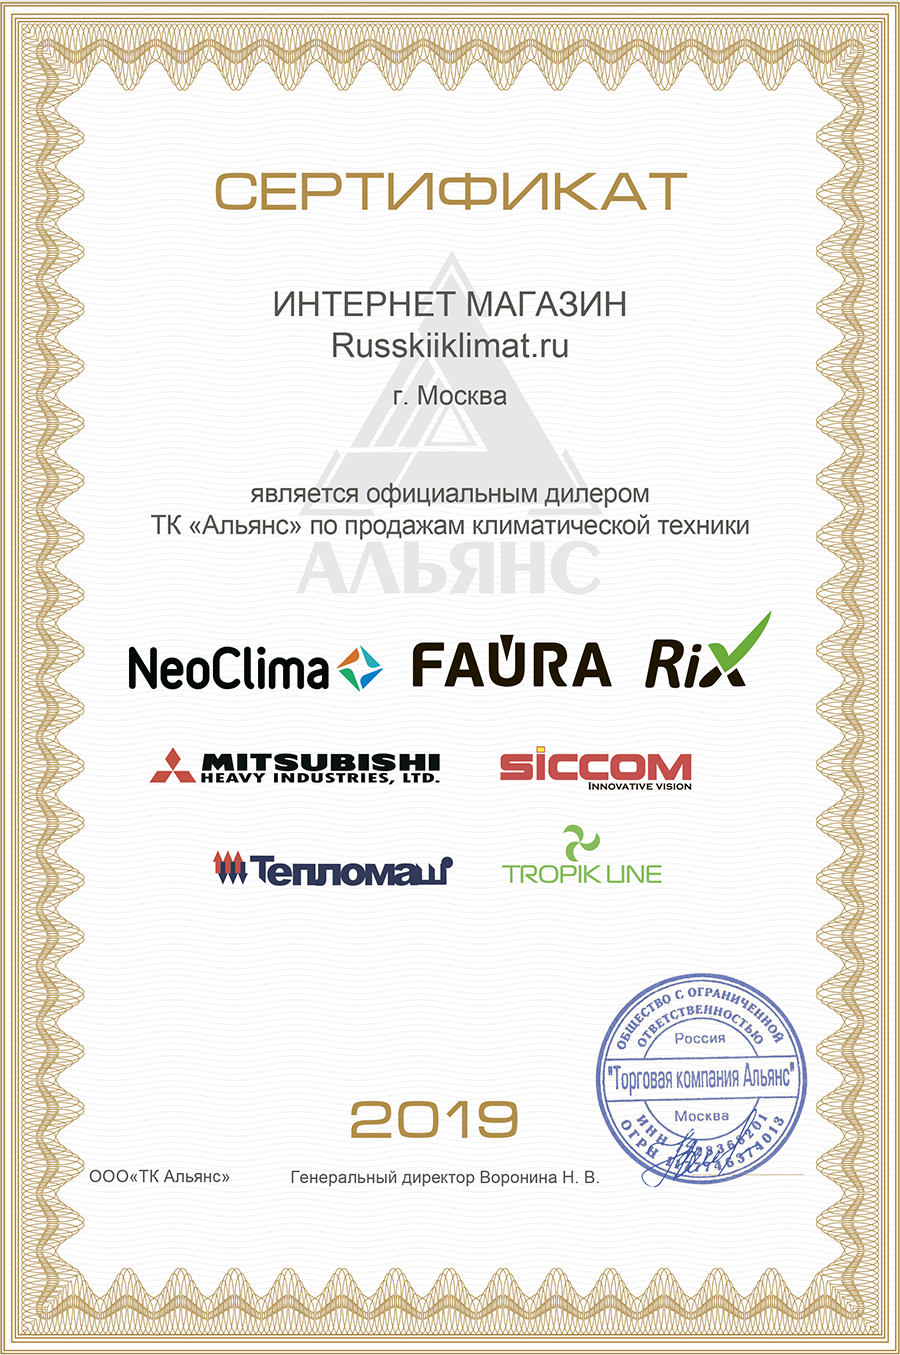 СЕРТИФИКАТ
ИНТЕРНЕТ МАГАЗИН
Russkiiklimat.ru
г. Москва
является официальным дилером
ТК «Альянс» по продажам климатической техники
АЛЬЯНС
NeoClima
FAURA
RiX
MITSUBISHI
HEAVY INDUSTRIES, LTD.
SICCOM
INNOVATIVE VISION
Тепломаш
TROPIK LINE
ОБЩЕСТВО С ОГРАНИЧЕННОЙ
ОТВЕТСТВЕННОСТЬЮ
Россия
"Торговая компания Альянс"
Москва
ИНН
ОГРН
2019
ООО«ТК Альянс»
Генеральный директор Воронина Н. В.